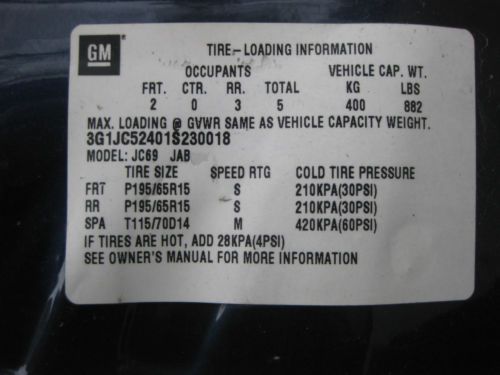 GM
TIRE-LOADING INFORMATION
OCCUPANTS VEHICLE CAP. WT.
FRT. CTR. RR. TOTAL KG LBS
2 0 3 5 400 882
MAX. LOADING @ GVWR SAME AS VEHICLE CAPACITY WEIGHT.
3G1JC52401S230018
MODEL: JC69 JAB
TIRE SIZE SPEED RTG COLD TIRE PRESSURE
FRT P195/65R15 S 210KPA(30PSI)
RR P195/65R15 S 210KPA(30PSI)
SPA T115/70D14 M 420KPA(60PSI)
IF TIRES ARE HOT, ADD 28KPA(4PSI)
SEE OWNER'S MANUAL FOR MORE INFORMATION